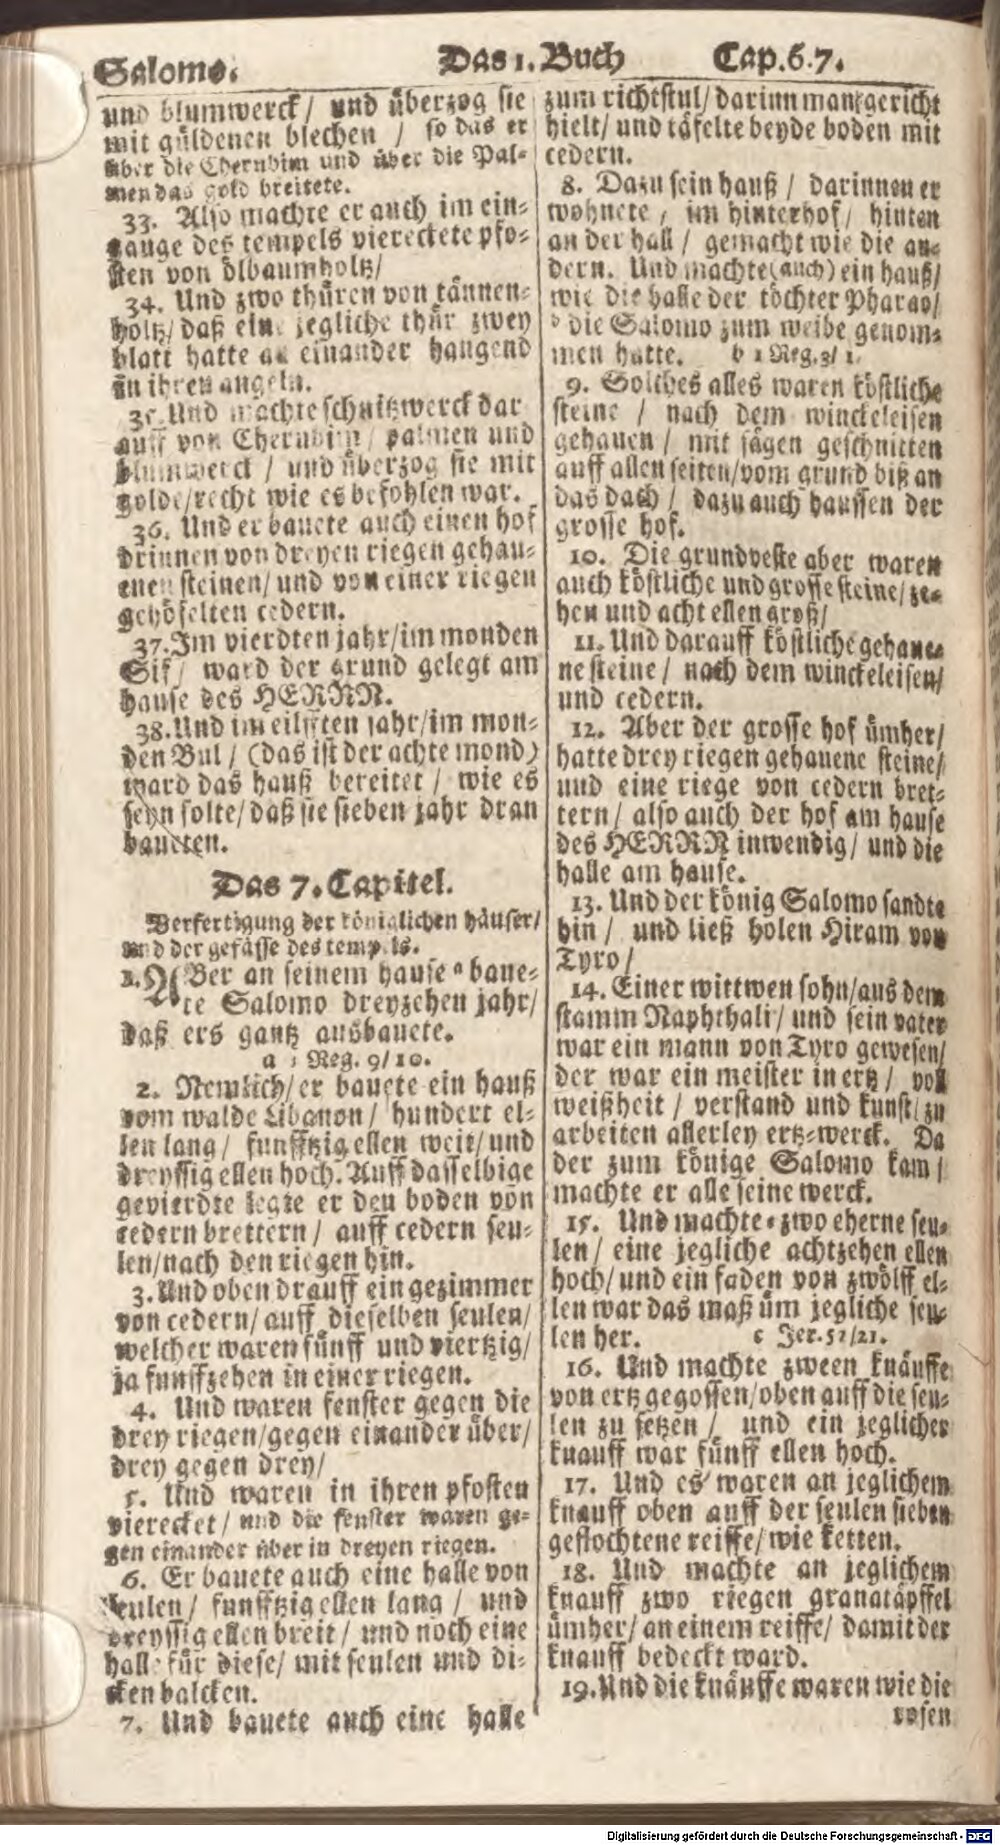 Salomo. Das 1. Buch Cap.6.7.
und blumwerck/ und überzog sie
mit güldenen blechen / so das er
über die Cherubim und über die Pal-
men das gold breitete.
33. Also machte er auch im ein-
gange des tempels viereckete pfo-
sten von ölbaumholtz/
34. Und zwo thüren von tännen-
holtz/ daß eine jegliche thür zwey
blatt hatte an einander hangend
in ihren angeln.
35. Und machte schnitzwerck dar
auff von Cherubim/ palmen und
blumwerck / und überzog sie mit
golde/recht wie es befohlen war.
36. Und er bauete auch einen hof
drinnen von dreyen riegen gehau-
enen steinen/ und von einer riegen
gehöfelten cedern.
37. Im vierdten jahr/im monden
Sif/ ward der grund gelegt am
hause des HERRN.
38. Und im eilfften jahr/im mon-
den Bul / (das ist der achte mond)
ward das hauß bereitet / wie es
seyn solte/ daß sie sieben jahr dran
baueten.
Das 7. Capitel.
Verfertigung der königlichen häuser/
und der gefässe des tempels.
1. ABer an seinem hause a baue-
te Salomo dreyzehen jahr/
daß ers gantz ausbauete.
a 1 Reg. 9/10.
2. Nemlich/ er bauete ein hauß
vom walde Libanon/ hundert el-
len lang/ funfftzig ellen weit/ und
dreyssig ellen hoch. Auff dasselbige
gevierdte legte er den boden von
cedern brettern / auff cedern seu-
len/nach den riegen hin.
3. Und oben drauff ein gezimmer
von cedern/ auff dieselben seulen/
welcher waren fünff und viertzig/
ja funffzehen in einer riegen.
4. Und waren fenster gegen die
drey riegen/gegen einander über/
drey gegen drey/
5. Und waren in ihren pfosten
vierecket/ und die fenster waren ge-
gen einander über in dreyen riegen.
6. Er bauete auch eine halle von
seulen/ funfftzig ellen lang / und
dreyssig ellen breit/ und noch eine
halle für diese/ mit seulen und di-
cken balcken.
7. Und bauete auch eine halle
zum richtstul/ darinn man gericht
hielt/ und täfelte beyde boden mit
cedern.
8. Dazu sein hauß / darinnen er
wohnete, im hinterhof/ hinten
an der hall / gemacht wie die an-
dern. Und machte (auch) ein hauß/
wie die halle der töchter Pharao/
b die Salomo zum weibe genom-
men hatte. b 1 Reg. 3/ 1.
9. Solches alles waren köstliche
steine / nach dem winckeleisen
gehauen / mit sägen geschnitten
auff allen seiten/vom grund biß an
das dach / dazu auch haussen der
grosse hof.
10. Die grundveste aber waren
auch köstliche und grosse steine/ ze-
hen und acht ellen groß/
11. Und darauff köstliche gehaue-
ne steine / nach dem winckeleisen/
und cedern.
12. Aber der grosse hof ümher/
hatte drey riegen gehauene steine/
und eine riege von cedern bret-
tern/ also auch der hof am hause
des HERRN inwendig/ und die
halle am hause.
13. Und der könig Salomo sandte
hin / und ließ holen Hiram von
Tyro/
14. Einer wittwen sohn/aus dem
stamm Naphthali/ und sein vater
war ein mann von Tyro gewesen/
der war ein meister in ertz / voll
weißheit / verstand und kunst/ zu
arbeiten allerley ertz-werck. Da
der zum könige Salomo kam/
machte er alle seine werck.
15. Und machte c zwo eherne seu-
len/ eine jegliche achtzehen ellen
hoch/ und ein faden von zwölff el-
len war das maß üm jegliche seu-
len her. c Jer. 52/21.
16. Und machte zween knäuffe
von ertz gegossen/oben auff die seu-
len zu setzen / und ein jeglicher
knauff war fünff ellen hoch.
17. Und es waren an jeglichem
knauff oben auff der seulen sieben
geflochtene reiffe/ wie ketten.
18. Und machte an jeglichem
knauff zwo riegen granatäpffel
ümher/ an einem reiffe/ damit der
knauff bedeckt ward.
19. Und die knäuffe waren wie die
rosen
Digitalisierung gefördert durch die Deutsche Forschungsgemeinschaft - DFG